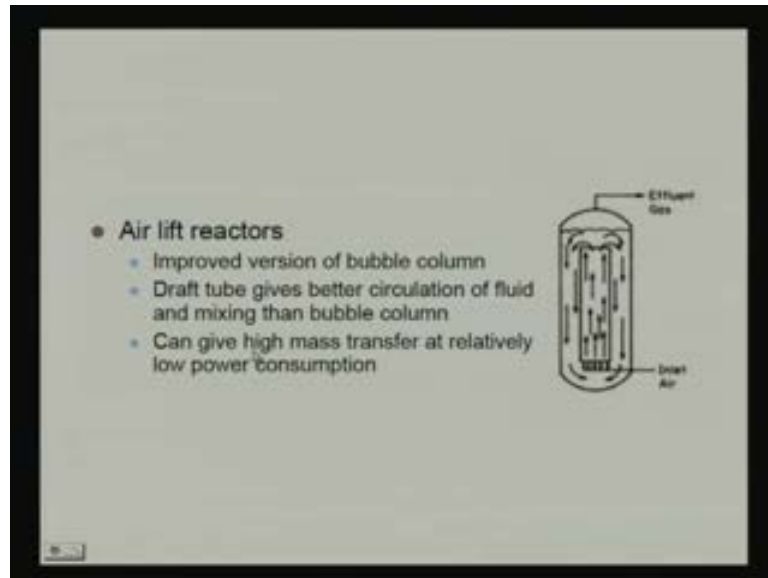 Effluent
Gas
Air lift reactors
Improved version of bubble column
Draft tube gives better circulation of fluid
and mixing than bubble column
Can give high mass transfer at relatively
low power consumption
Inlet
Air